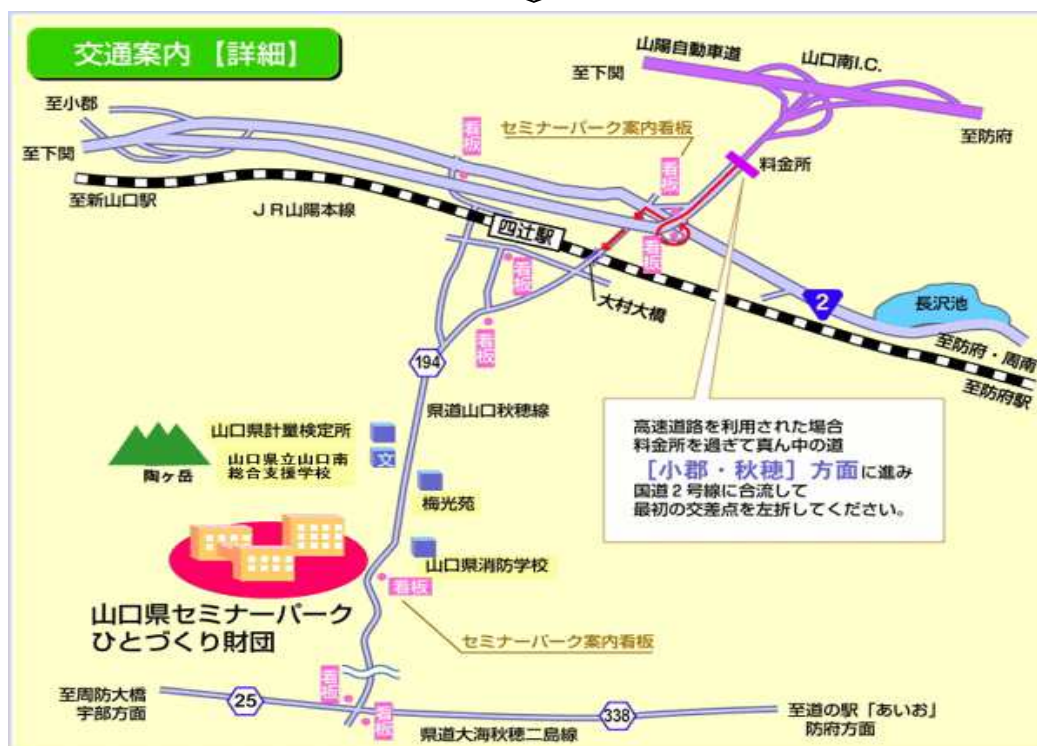 交通案内 【詳細】
山陽自動車道
山口南I.C.
至下関
至小郡
至防府
セミナーパーク案内看板
看板
看板
料金所
至下関
至新山口駅
JR山陽本線
四辻駅
看板
看板
大村大橋
2
長沢池
看板
至防府・周南
至防府駅
194
県道山口秋穂線
高速道路を利用された場合
料金所を過ぎて真ん中の道
[小郡・秋穂]方面に進み
国道2号線に合流して
最初の交差点を左折してください。
陶ヶ岳
山口県計量検定所
山口県立山口南
総合支援学校
文
梅光苑
山口県消防学校
看板
山口県セミナーパーク
ひとづくり財団
セミナーパーク案内看板
至周防大橋
宇部方面
25
看板
看板
県道大海秋穂二島線
338
至道の駅「あいお」
防府方面